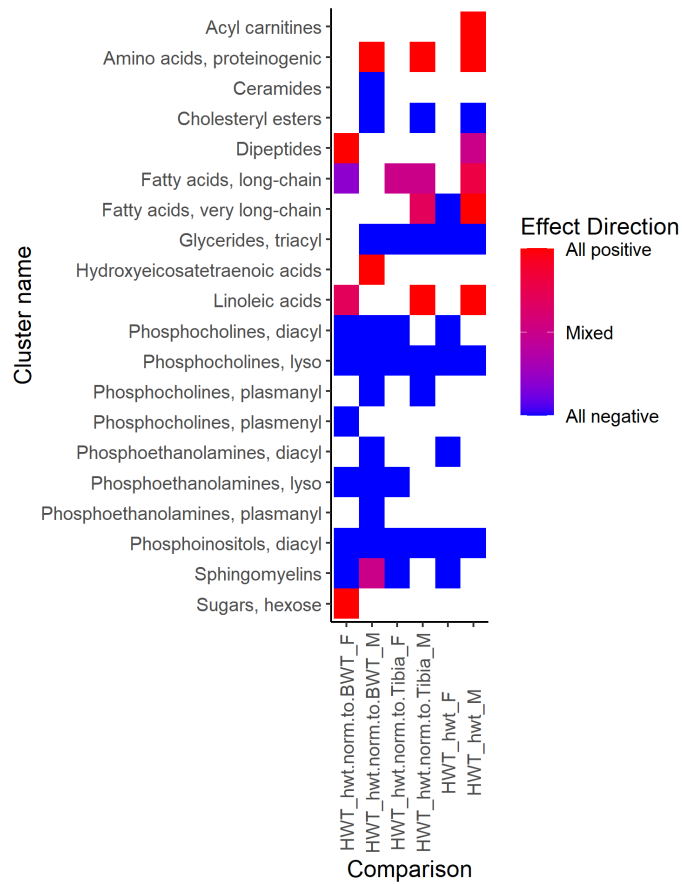 Acyl carnitines
Amino acids, proteinogenic
Ceramides
Cholesteryl esters
Dipeptides
Fatty acids, long-chain
Fatty acids, very long-chain
Glycerides, triacyl
Hydroxyeicosatetraenoic acids
Linoleic acids
Phosphocholines, diacyl
Phosphocholines, lyso
Phosphocholines, plasmanyl
Phosphocholines, plasmenyl
Phosphoethanolamines, diacyl
Phosphoethanolamines, lyso
Phosphoethanolamines, plasmanyl
Phosphoinositols, diacyl
Sphingomyelins
Sugars, hexose
Cluster name
HWT_hwt.norm.to.BWT_F
HWT_hwt.norm.to.BWT_M
HWT_hwt.norm.to.Tibia_F
HWT_hwt.norm.to.Tibia_M
HWT_hwt_F
HWT_hwt_M
Comparison
Effect Direction
All positive
Mixed
All negative